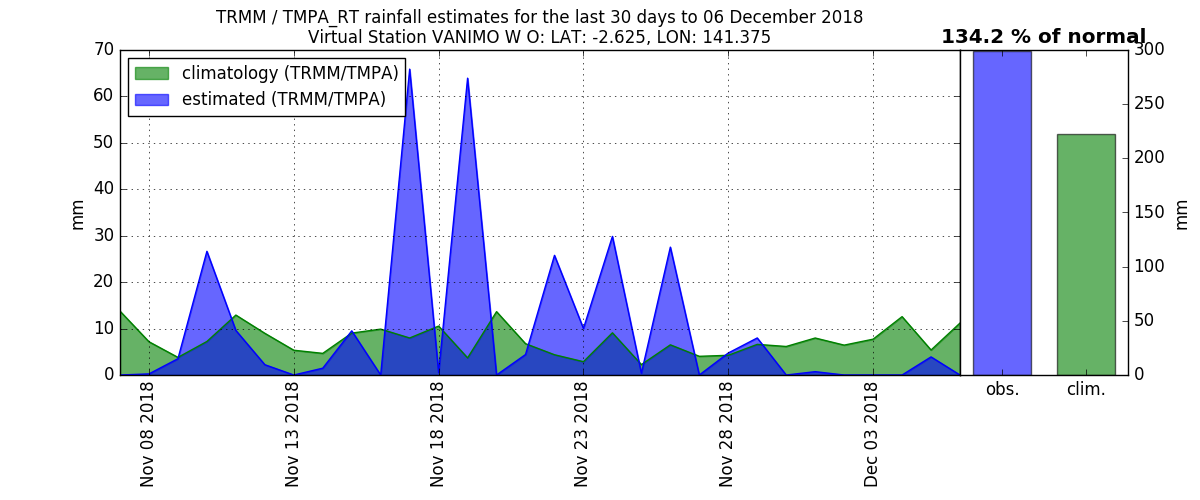 TRMM / TMPA_RT rainfall estimates for the last 30 days to 06 December 2018
Virtual Station VANIMO W O: LAT: -2.625, LON: 141.375
134.2 % of normal
climatology (TRMM/TMPA)
estimated (TRMM/TMPA)
70
60
50
40
30
20
10
0
mm
Nov 08 2018
Nov 13 2018
Nov 18 2018
Nov 23 2018
Nov 28 2018
Dec 03 2018
obs.
clim.
300
250
200
150
100
50
0
mm